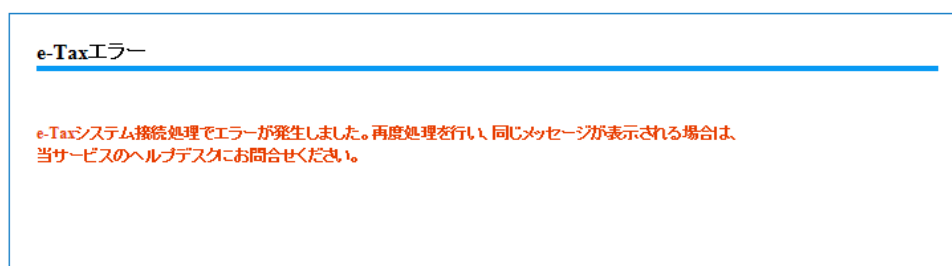 e-Taxエラー
e-Taxシステム接続処理でエラーが発生しました。再度処理を行い、同じメッセージが表示される場合は、
当サービスのヘルプデスクにお問合せください。